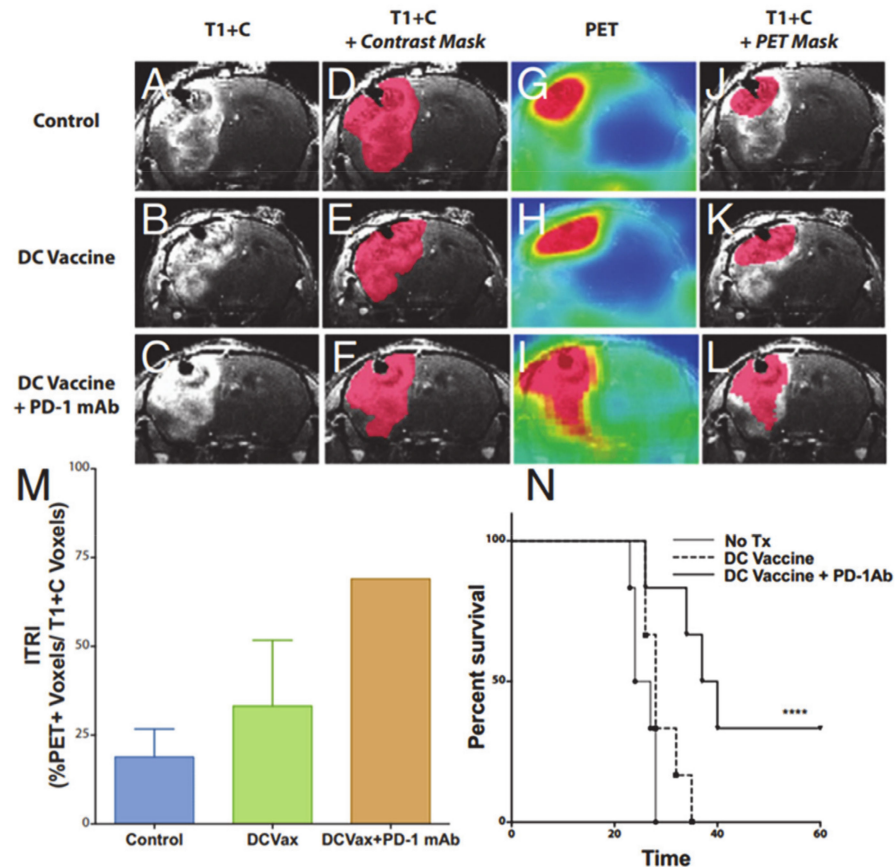 T1+C
T1+C
+ Contrast Mask
PET
T1+C
+ PET Mask
Control
A
D
G
J
DC Vaccine
B
E
H
K
DC Vaccine
+ PD-1 mAb
C
F
I
L
M
ITRI
(%PET+ Voxels/ T1+C Voxels)
100
75
50
25
0
Control
DCVax
DCVax+PD-1 mAb
N
Percent survival
100
50
0
No Tx
DC Vaccine
DC Vaccine + PD-1Ab
****
0
20
40
60
Time